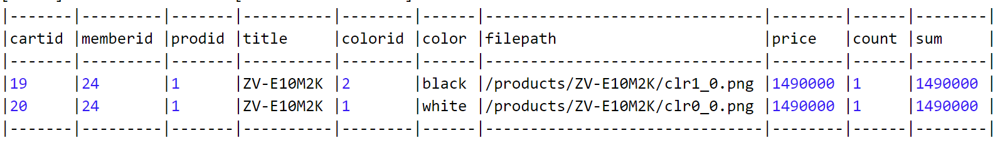 |-------|---------|-------|----------|--------|------|-------------------------------|--------|------|--------|
|cartid |memberid |prodid |title     |colorid |color |filepath                       |price   |count |sum     |
|-------|---------|-------|----------|--------|------|-------------------------------|--------|------|--------|
|19     |24       |1      |ZV-E10M2K |2       |black |/products/ZV-E10M2K/clr1_0.png |1490000 |1     |1490000 |
|20     |24       |1      |ZV-E10M2K |1       |white |/products/ZV-E10M2K/clr0_0.png |1490000 |1     |1490000 |
|-------|---------|-------|----------|--------|------|-------------------------------|--------|------|--------|